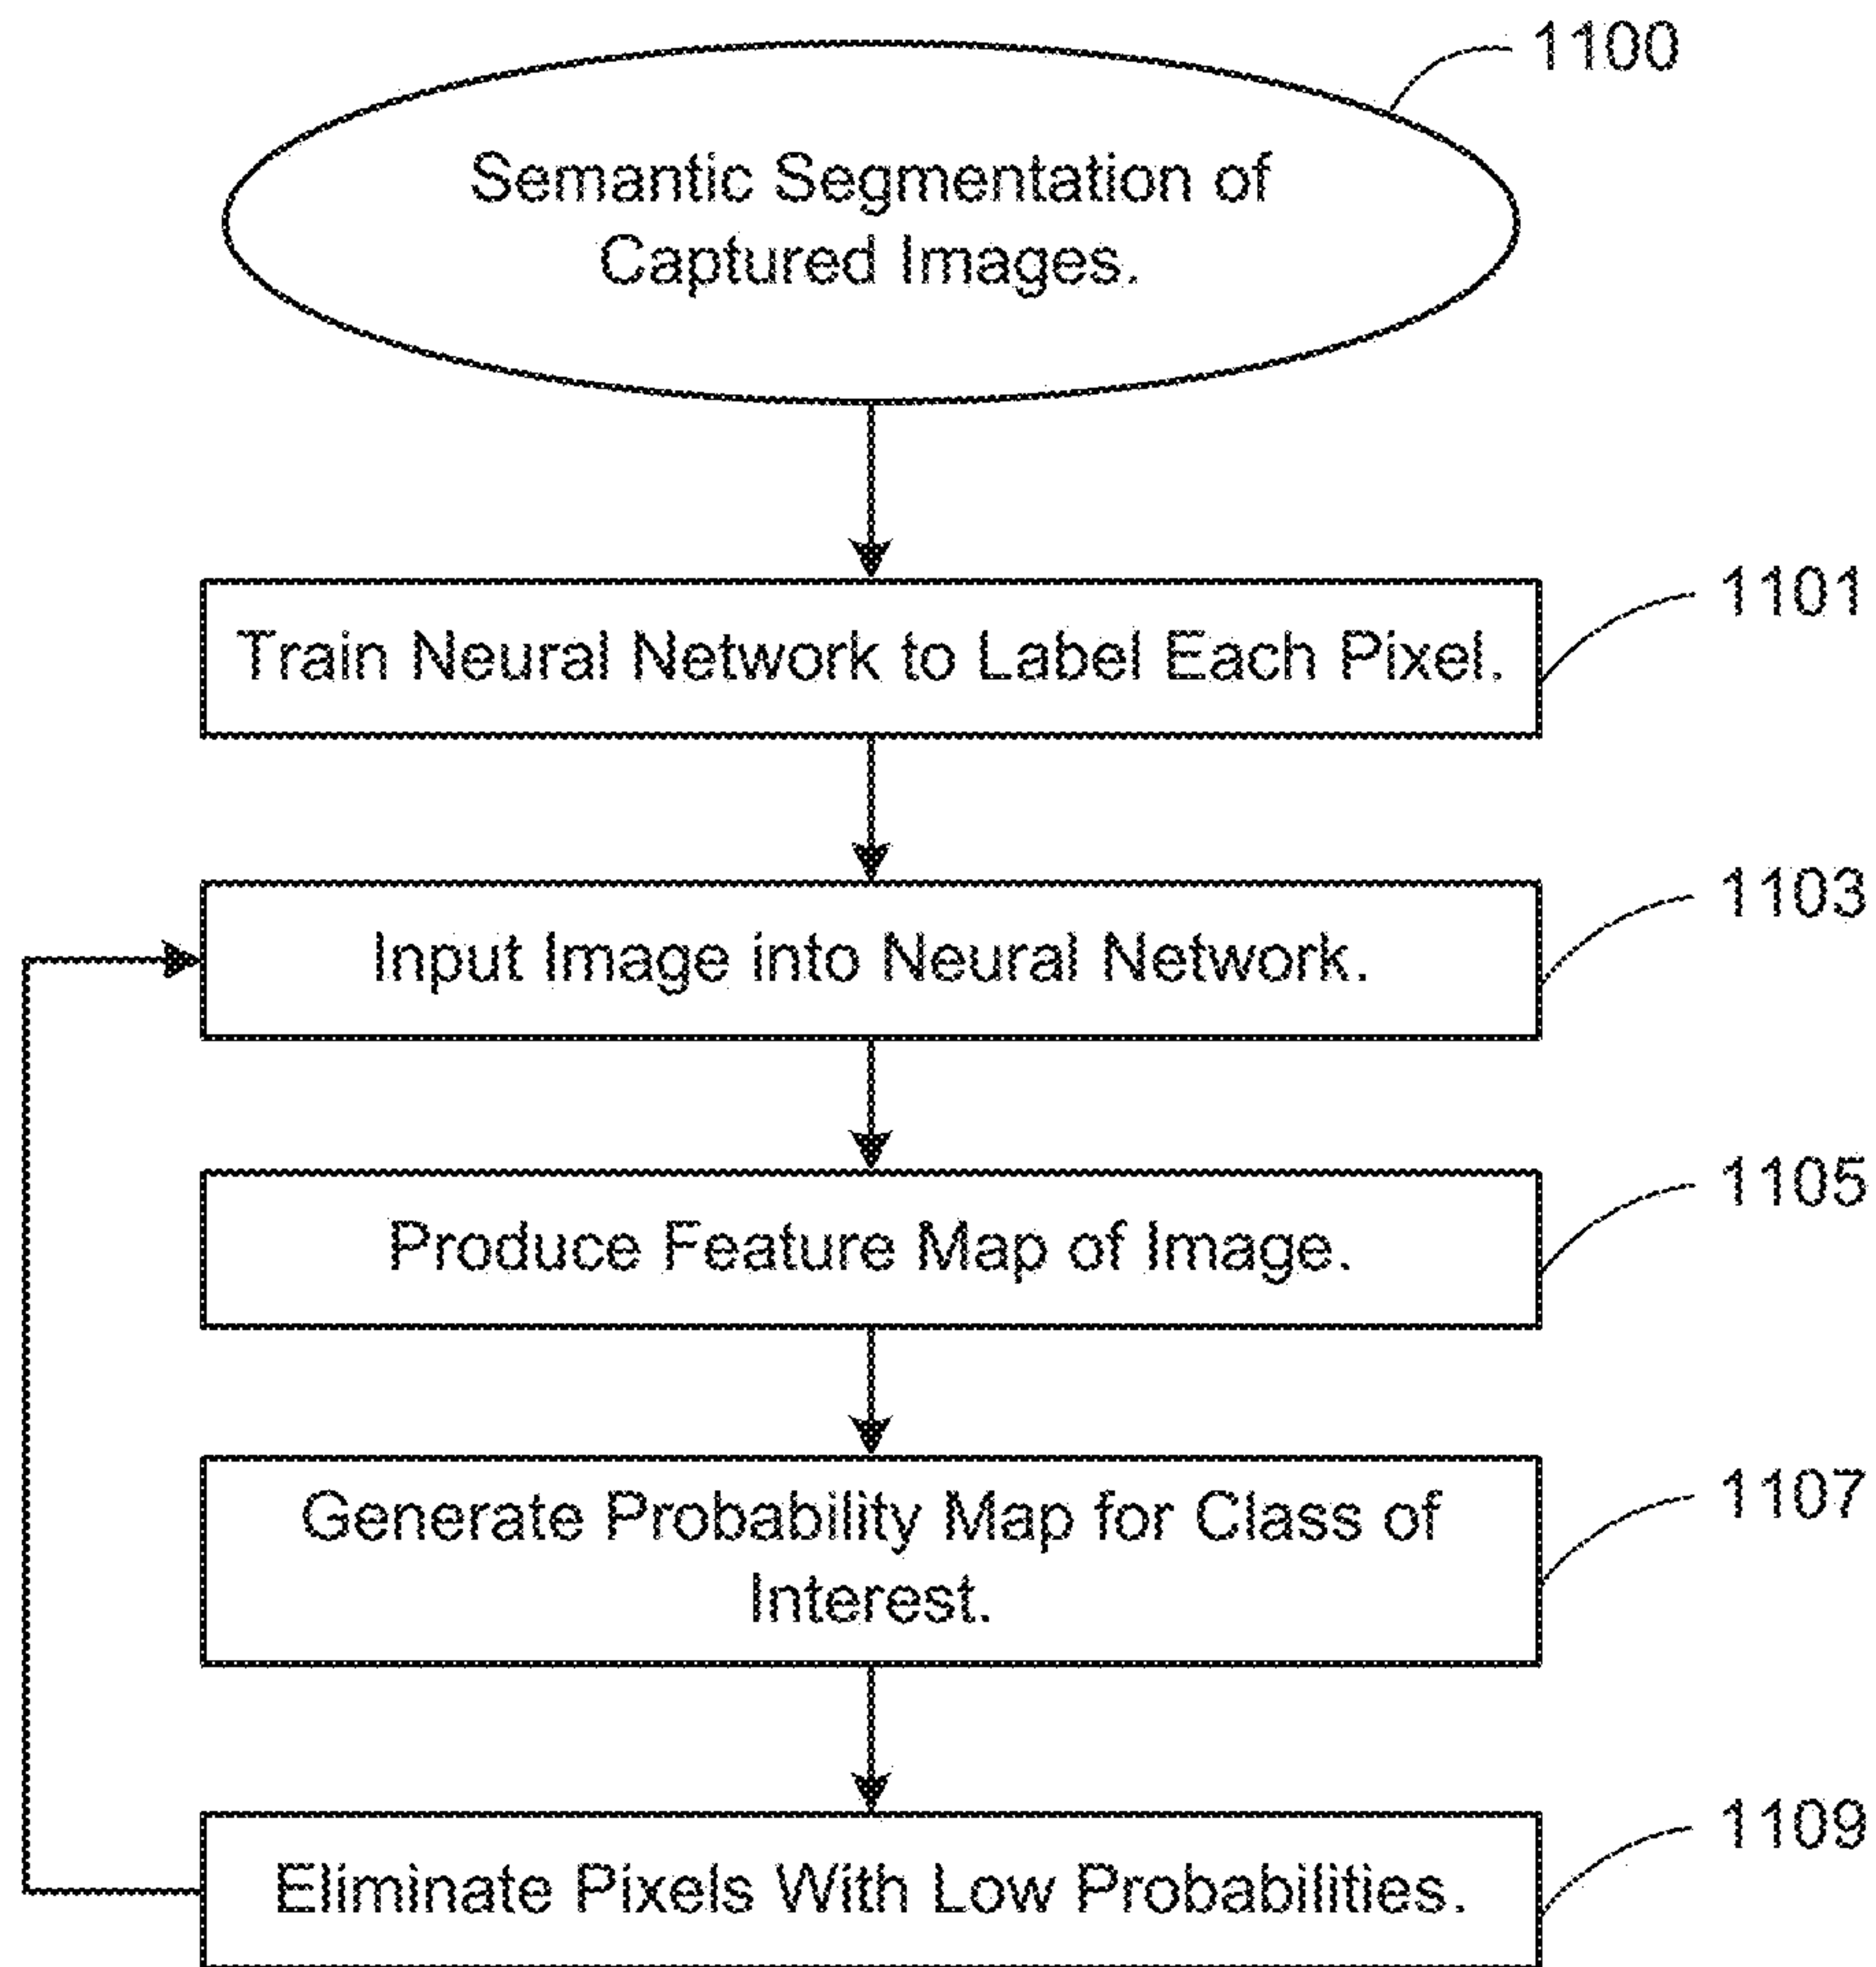 1100
Semantic Segmentation of
Captured Images.
1101
Train Neural Network to Label Each Pixel.
1103
Input Image into Neural Network.
1105
Produce Feature Map of Image.
1107
Generate Probability Map for Class of
Interest.
1109
Eliminate Pixels With Low Probabilities.